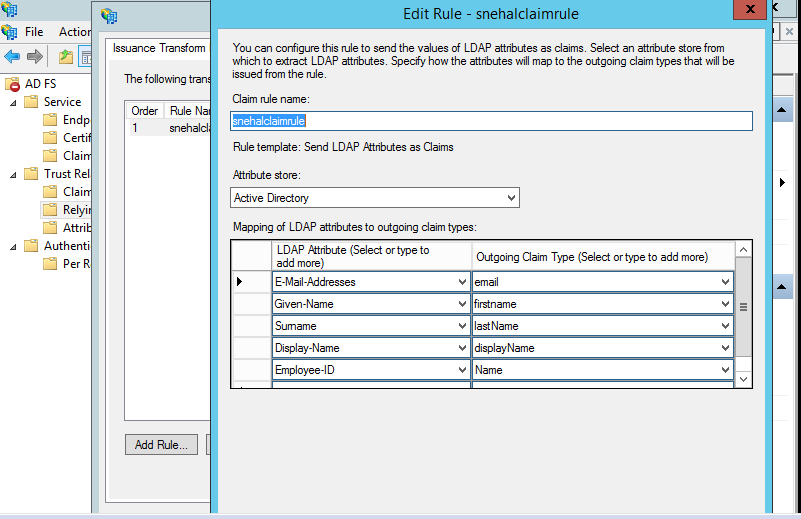 Edit Rule - snehalclaimrule
x
File
Action
AD FS
Service
Endp
Certif
Claim
Trust Rel
Claim
Relyin
Attrib
Authenti
Per R
Issuance Transform
The following trans
Order Rule Nam
1 snehalcla
Add Rule...
You can configure this rule to send the values of LDAP attributes as claims. Select an attribute store from
which to extract LDAP attributes. Specify how the attributes will map to the outgoing claim types that will be
issued from the rule.
Claim rule name:
snehalclaimrule
Rule template: Send LDAP Attributes as Claims
Attribute store:
Active Directory
Mapping of LDAP attributes to outgoing claim types:
LDAP Attribute (Select or type to
add more)
Outgoing Claim Type (Select or type to add more)
E-Mail-Addresses email
Given-Name firstname
Surname lastName
Display-Name displayName
Employee-ID Name